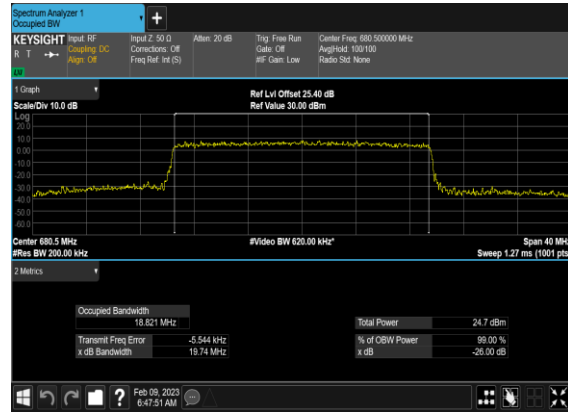 Spectrum Analyzer 1
Occupied BW
KEYSIGHT
R T
LW
Input: RF
Coupling: DC
Align: Off
Input Z: 50 Ω
Corrections: Off
Freq Ref: Int (S)
Atten: 20 dB
Trig: Free Run
Gate: Off
#IF Gain: Low
Center Freq: 680.500000 MHz
Avg|Hold: 100/100
Radio Std: None
1 Graph
Scale/Div 10.0 dB
Ref Lvl Offset 25.40 dB
Ref Value 30.00 dBm
Log
20.0
10.0
0.00
-10.0
-20.0
-30.0
-40.0
-50.0
-60.0
Center 680.5 MHz
#Res BW 200.00 kHz
#Video BW 620.00 kHz*
Span 40 MHz
Sweep 1.27 ms (1001 pts
2 Metrics
Occupied Bandwidth
18.821 MHz
Total Power 24.7 dBm
Transmit Freq Error -5.544 kHz
% of OBW Power 99.00 %
x dB Bandwidth 19.74 MHz
x dB -26.00 dB
?
Feb 09, 2023
6:47:51 AM